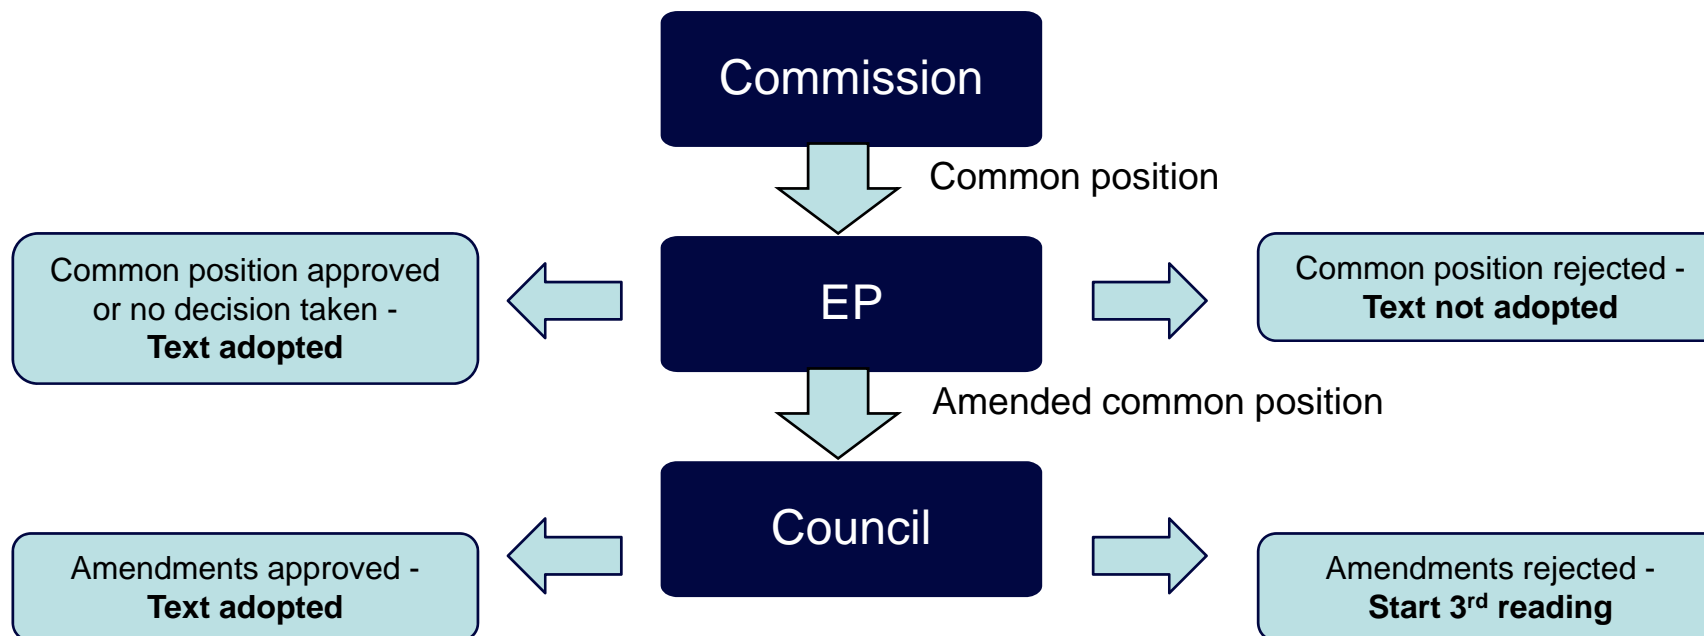 Commission
Common position
Common position approved
or no decision taken -
Text adopted
EP
Common position rejected -
Text not adopted
Amended common position
Council
Amendments approved -
Text adopted
Amendments rejected -
Start 3rd reading